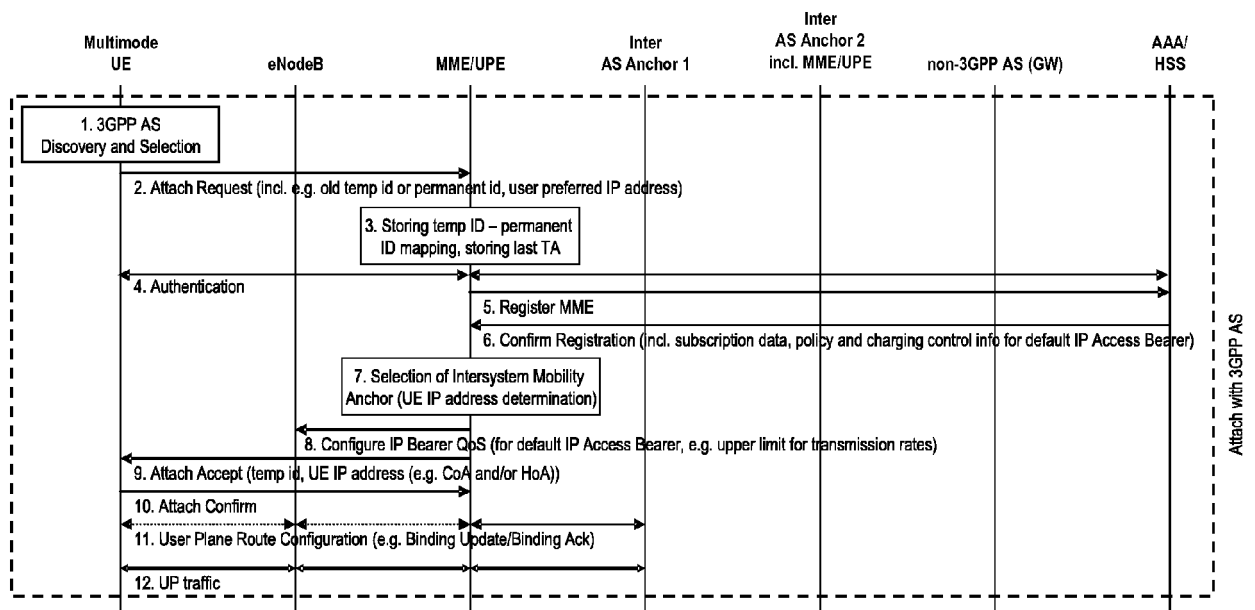 Multimode
UE
eNodeB
MME/UPE
Inter
AS Anchor 1
Inter
AS Anchor 2
incl. MME/UPE
non-3GPP AS (GW)
AAA/
HSS
1. 3GPP AS
Discovery and Selection
2. Attach Request (incl. e.g. old temp id or permanent id, user preferred IP address)
3. Storing temp ID – permanent
ID mapping, storing last TA
4. Authentication
5. Register MME
6. Confirm Registration (incl. subscription data, policy and charging control info for default IP Access Bearer)
7. Selection of Intersystem Mobility
Anchor (UE IP address determination)
8. Configure IP Bearer QoS (for default IP Access Bearer, e.g. upper limit for transmission rates)
9. Attach Accept (temp id, UE IP address (e.g. CoA and/or HoA))
10. Attach Confirm
11. User Plane Route Configuration (e.g. Binding Update/Binding Ack)
12. UP traffic
Attach with 3GPP AS